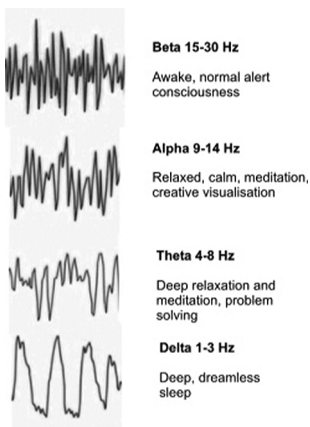 Beta 15-30 Hz
Awake, normal alert
consciousness
Alpha 9-14 Hz
Relaxed, calm, meditation,
creative visualisation
Theta 4-8 Hz
Deep relaxation and
meditation, problem
solving
Delta 1-3 Hz
Deep, dreamless
sleep